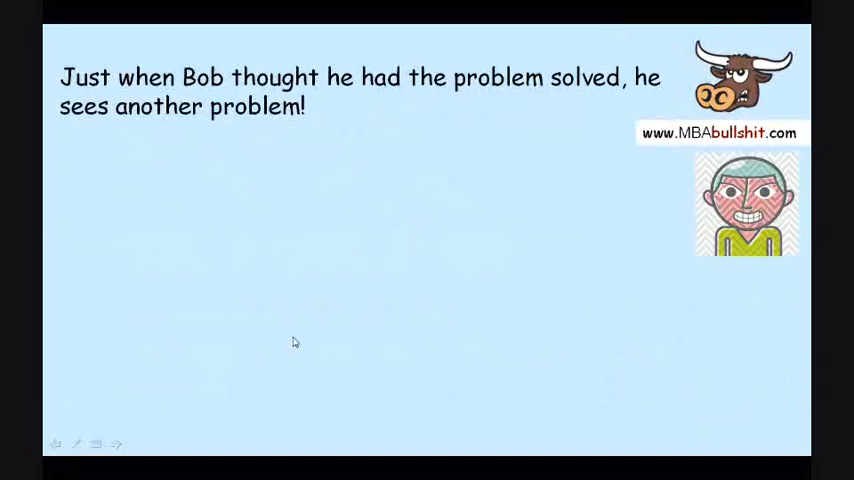 Just when Bob thought he had the problem solved, he
sees another problem!
www.MBAbullshit.com